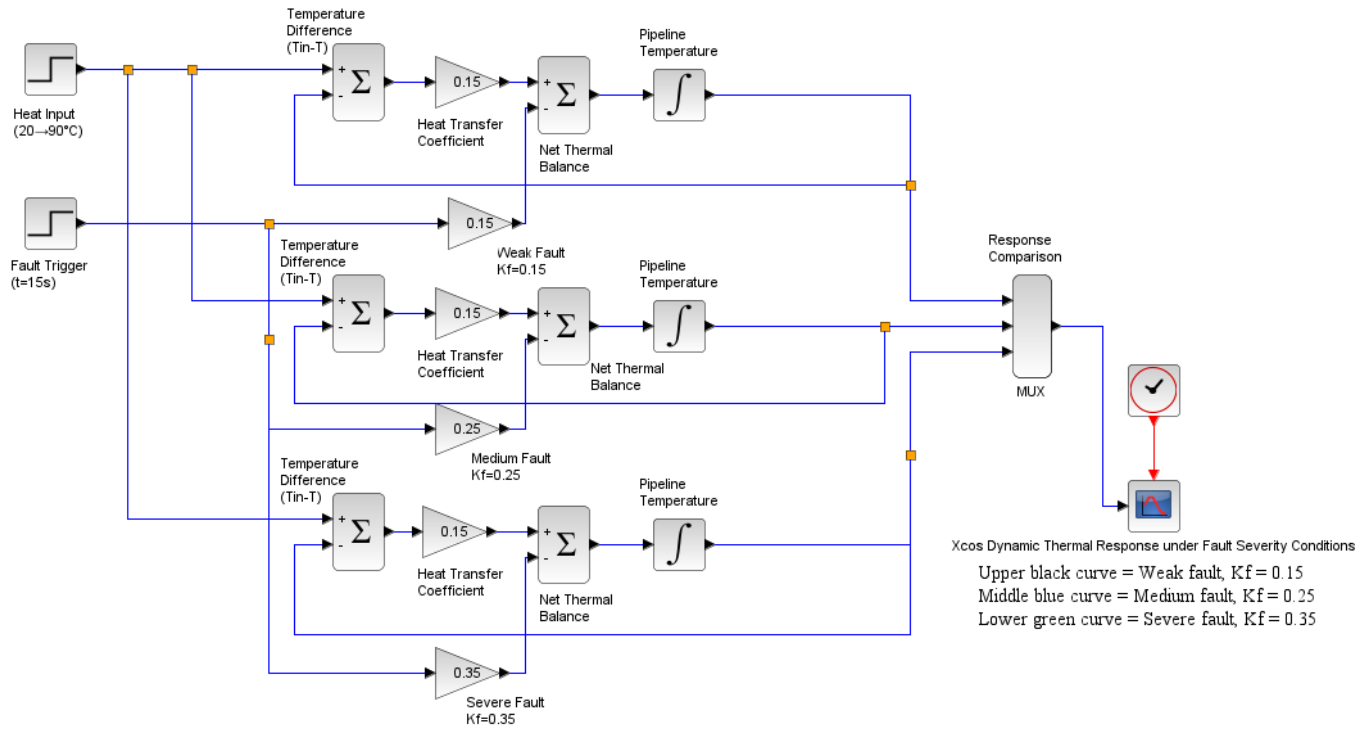 Temperature
Difference
(Tin-T)
Pipeline
Temperature
+
-
Σ
0.15
+
-
Σ
∫
Heat Input
(20→90°C)
Heat Transfer
Coefficient
Net Thermal
Balance
Fault Trigger
(t=15s)
0.15
Weak Fault
Kf=0.15
Temperature
Difference
(Tin-T)
Pipeline
Temperature
Response
Comparison
+
-
Σ
0.15
+
-
Σ
∫
Heat Transfer
Coefficient
Net Thermal
Balance
MUX
0.25
Medium Fault
Kf=0.25
Temperature
Difference
(Tin-T)
Pipeline
Temperature
+
-
Σ
0.15
+
-
Σ
∫
Heat Transfer
Coefficient
Net Thermal
Balance
0.35
Severe Fault
Kf=0.35
Xcos Dynamic Thermal Response under Fault Severity Conditions
Upper black curve = Weak fault, Kf = 0.15
Middle blue curve = Medium fault, Kf = 0.25
Lower green curve = Severe fault, Kf = 0.35